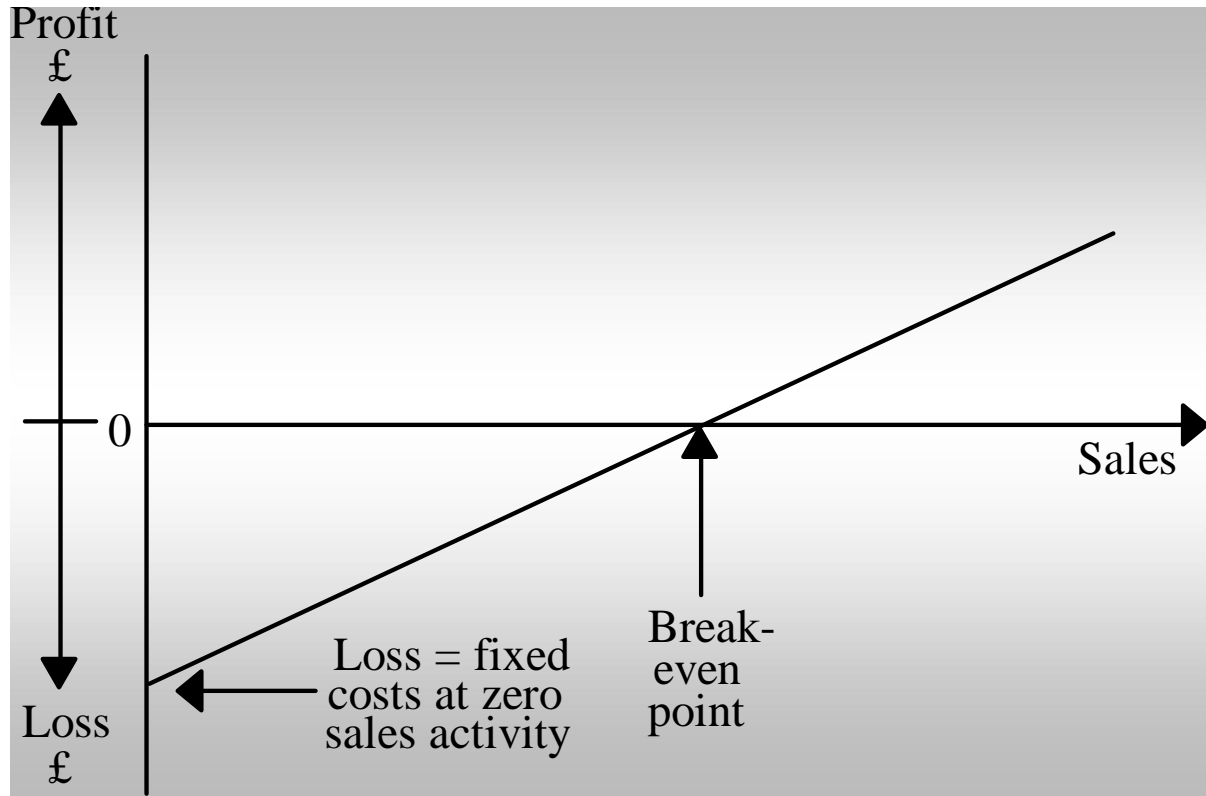 Profit
£
0
Sales
Loss = fixed
costs at zero
sales activity
Break-
even
point
Loss
£